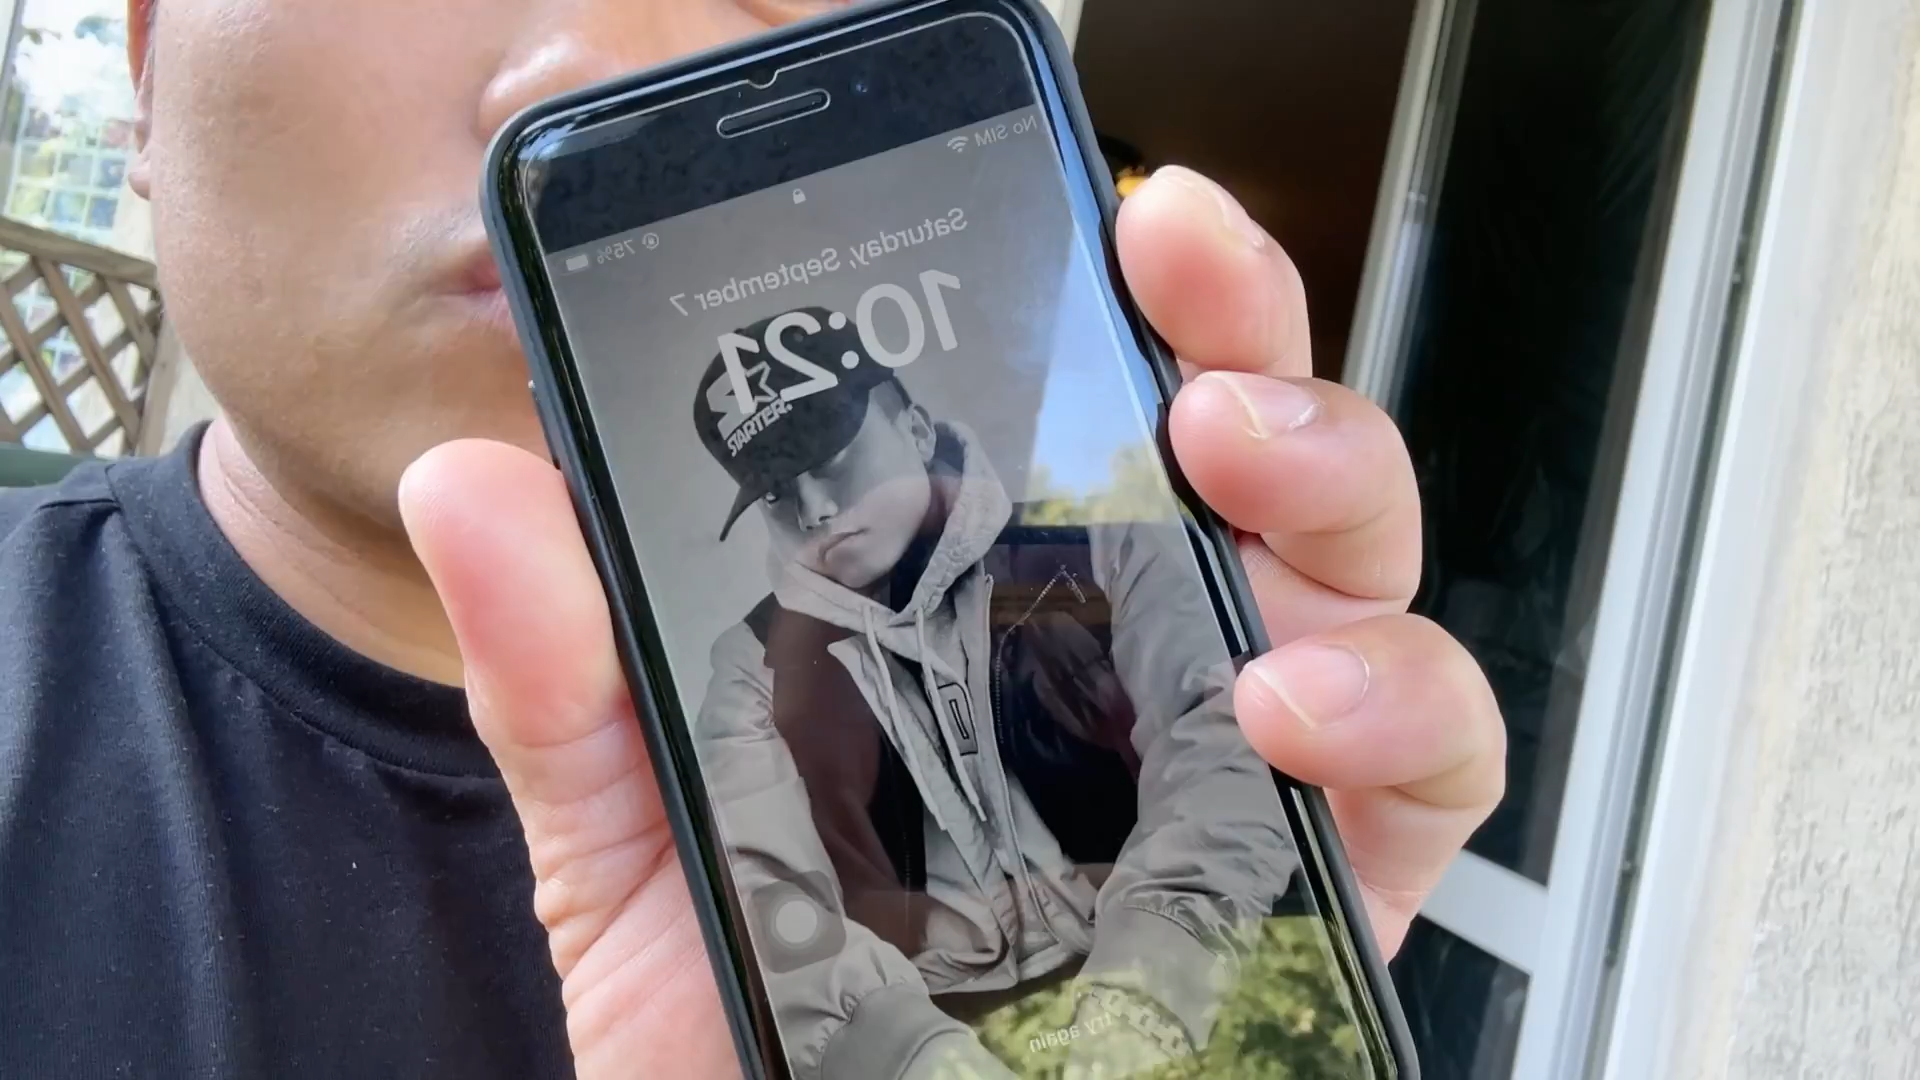 No SIM
75%
Saturday, September 7
10:21
STARTER.
D
try again